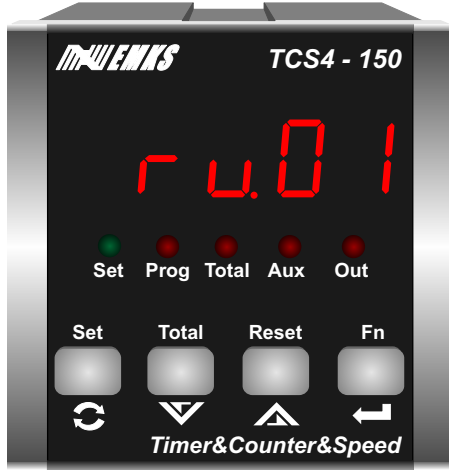 EMKS TCS4 - 150
ru.01
Set Prog Total Aux Out
Set Total Reset Fn
Timer&Counter&Speed